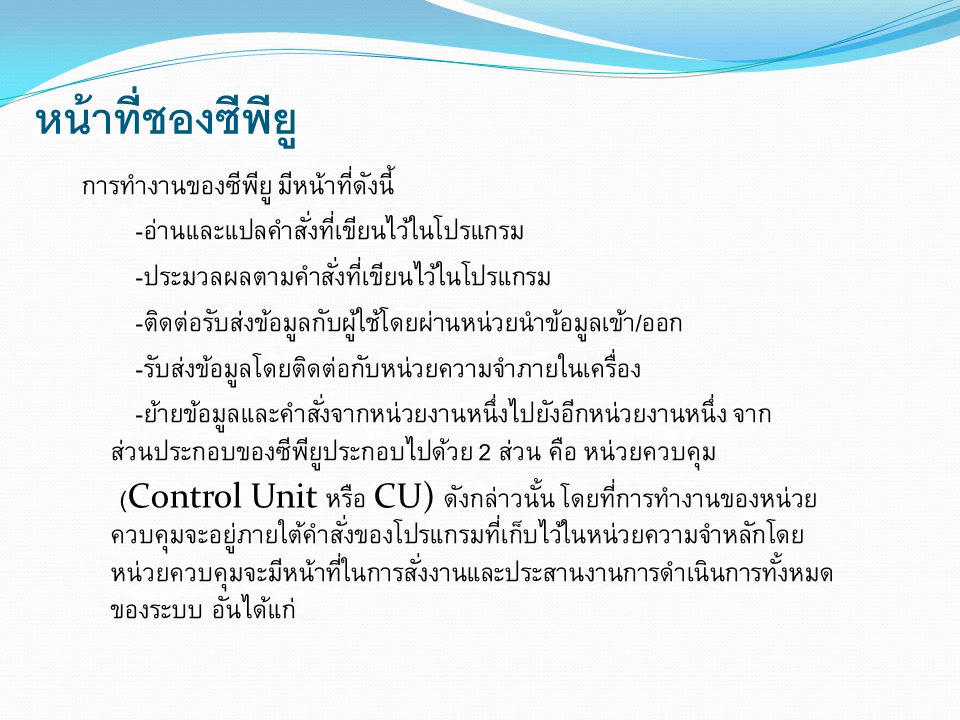 หน้าที่ชองซีพียู
การทำงานของซีพียู มีหน้าที่ดังนี้
-อ่านและแปลคำสั่งที่เขียนไว้ในโปรแกรม
-ประมวลผลตามคำสั่งที่เขียนไว้ในโปรแกรม
-ติดต่อรับส่งข้อมูลกับผู้ใช้โดยผ่านหน่วยนำข้อมูลเข้า/ออก
-รับส่งข้อมูลโดยติดต่อกับหน่วยความจำภายในเครื่อง
-ย้ายข้อมูลและคำสั่งจากหน่วยงานหนึ่งไปยังอีกหน่วยงานหนึ่ง จาก
ส่วนประกอบของซีพียูประกอบไปด้วย 2 ส่วน คือ หน่วยควบคุม
(Control Unit หรือ CU) ดังกล่าวนั้น โดยที่การทำงานของหน่วย
ควบคุมจะอยู่ภายใต้คำสั่งของโปรแกรมที่เก็บไว้ในหน่วยความจำหลักโดย
หน่วยควบคุมจะมีหน้าที่ในการสั่งงานและประสานงานการดำเนินการทั้งหมด
ของระบบ อันได้แก่